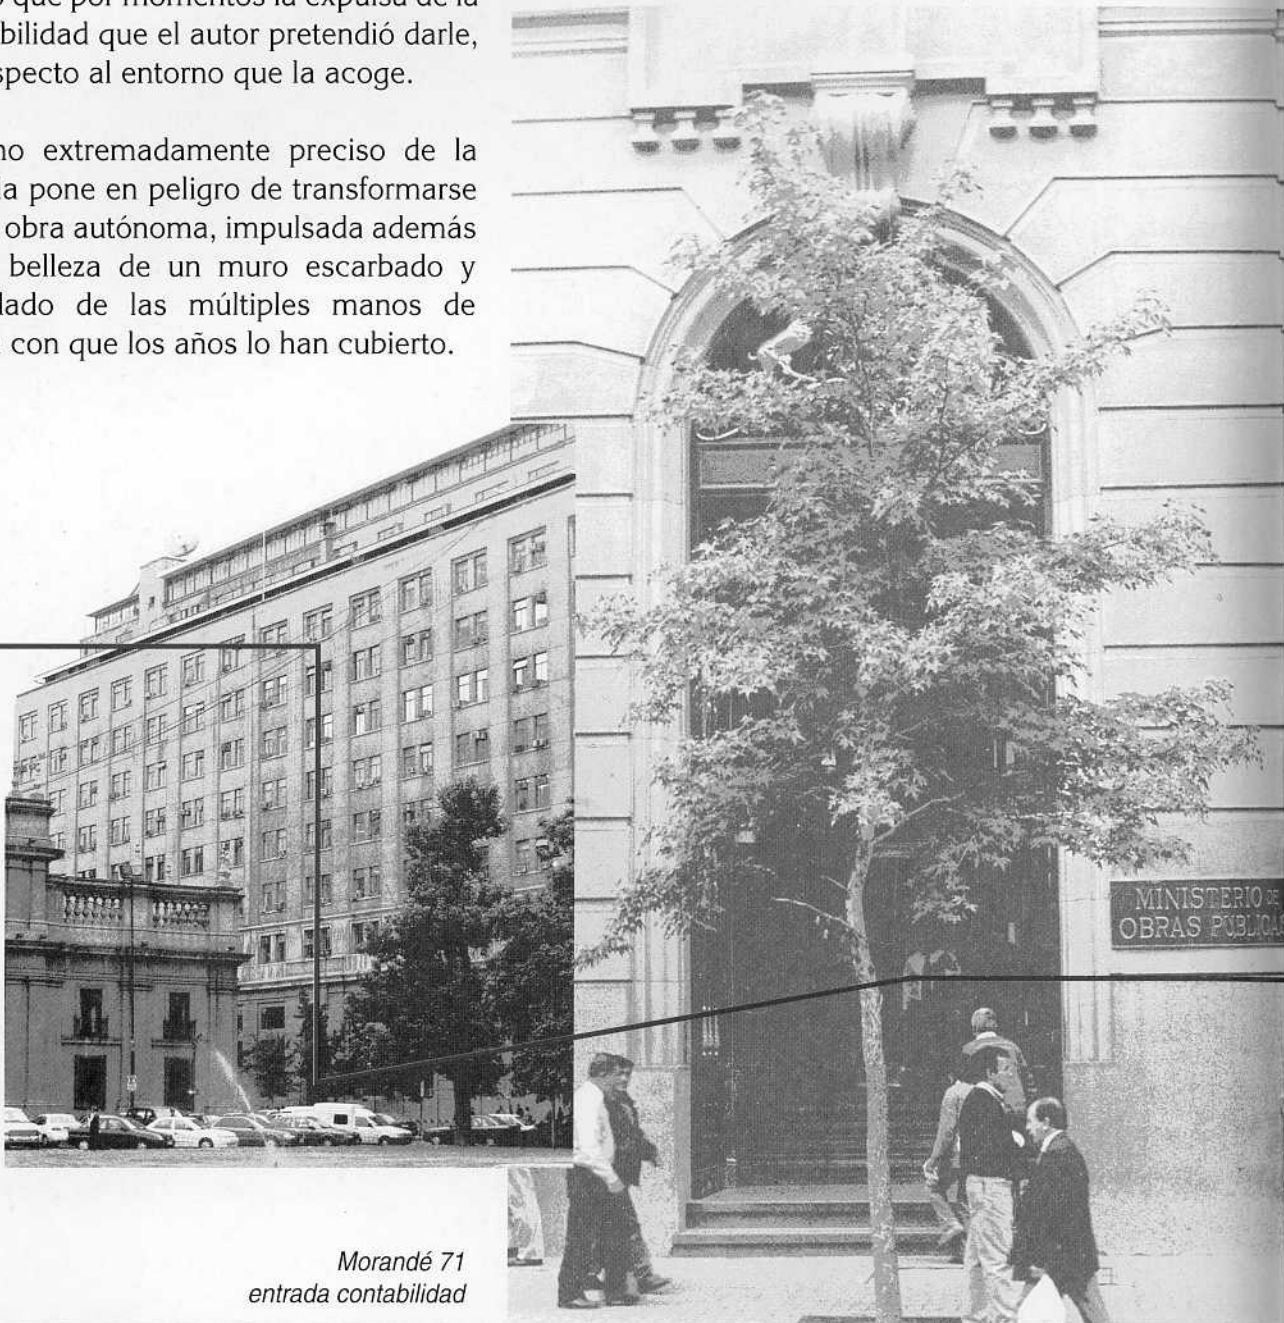 que por momentos la expulsa de la
bilidad que el autor pretendió darle,
specto al entorno que la acoge.
no extremadamente preciso de la
la pone en peligro de transformarse
obra autónoma, impulsada además
belleza de un muro escarbado y
lado de las múltiples manos de
con que los años lo han cubierto.
MINISTERIO DE
OBRAS PUBLICA
Morandé 71
entrada contabilidad